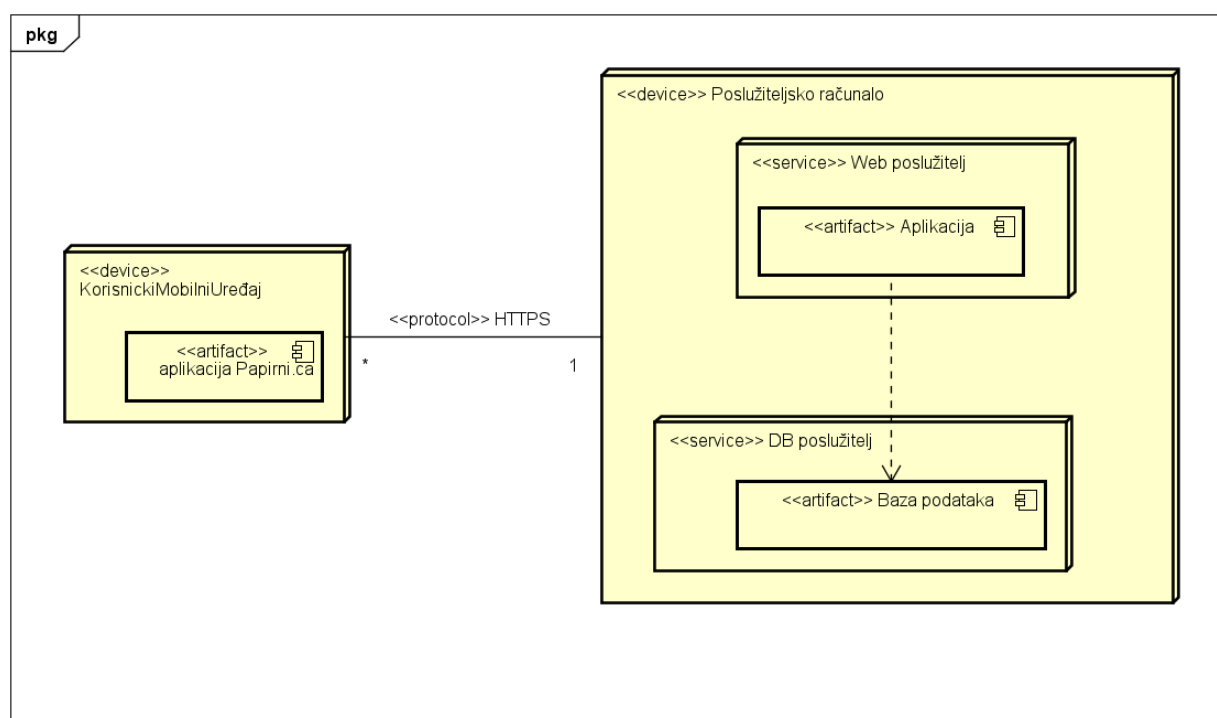 pkg
<<device>> Poslužiteljsko računalo
<<service>> Web poslužitelj
<<artifact>> Aplikacija
<<device>>
KorisnickiMobilniUređaj
<<artifact>>
aplikacija Papirni.ca
<<protocol>> HTTPS
*
1
<<service>> DB poslužitelj
<<artifact>> Baza podataka